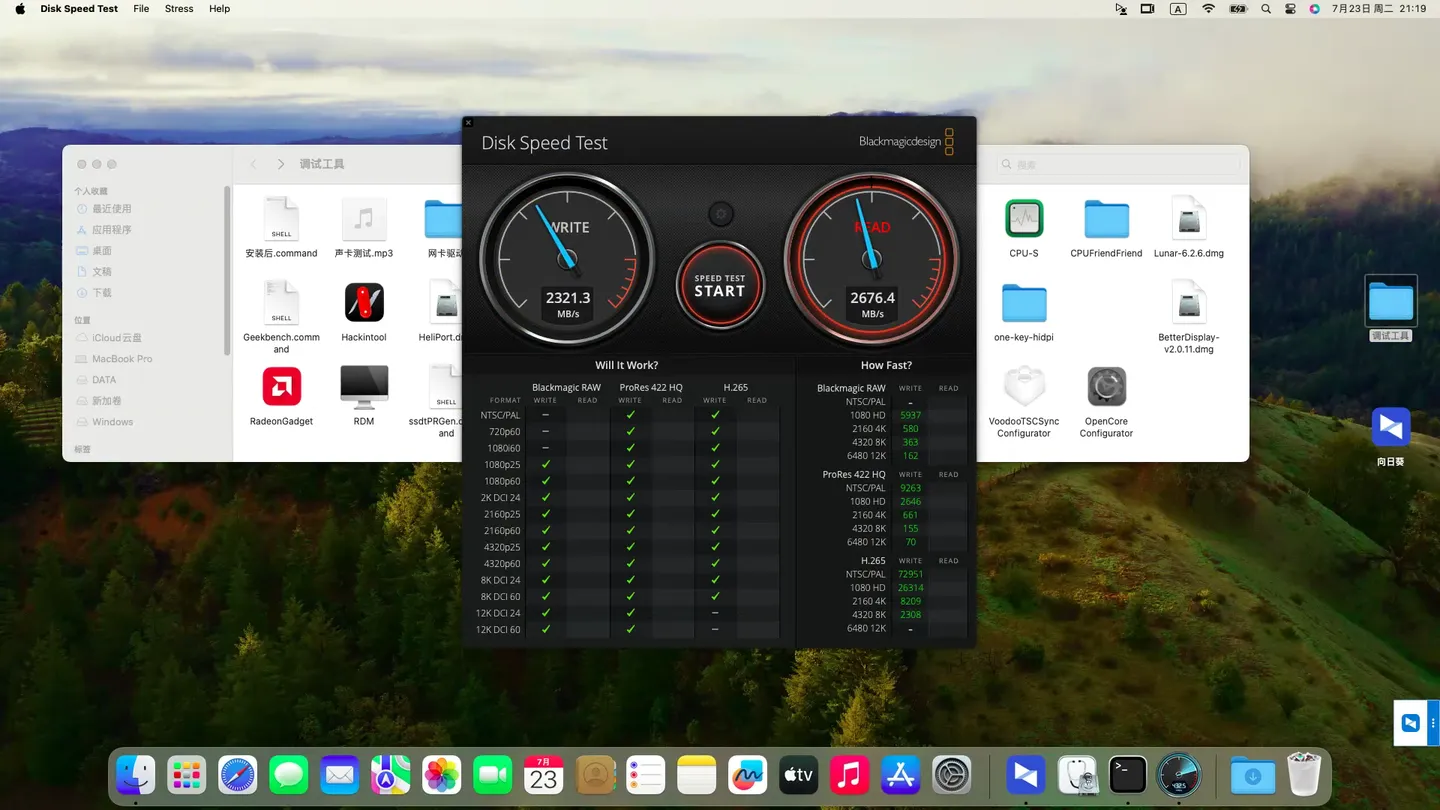 Disk Speed Test File Stress Help
A
7月23日 周二 21:19
调试工具
搜索
个人收藏
最近使用
应用程序
桌面
文稿
下载
位置
iCloud云盘
MacBook Pro
DATA
新加卷
Windows
标签
SHELL
安装后.command
声卡测试.mp3
网卡驱动
SHELL
Geekbench.comm
and
Hackintool
HeliPort.d
RadeonGadget
RDM
SHELL
ssdtPRGen.c
and
CPU-S
CPUFriendFriend
Lunar-6.2.6.dmg
one-key-hidpi
BetterDisplay-
v2.0.11.dmg
VoodooTSCSync
Configurator
OpenCore
Configurator
Disk Speed Test
Blackmagicdesign
WRITE
2321.3
MB/s
SPEED TEST
START
READ
2676.4
MB/s
Will It Work?
Blackmagic RAW ProRes 422 HQ H.265
FORMAT WRITE READ WRITE READ WRITE READ
NTSC/PAL – ✓ ✓
720p60 – ✓ ✓
1080i60 – ✓ ✓
1080p25 ✓ ✓ ✓
1080p60 ✓ ✓ ✓
2K DCI 24 ✓ ✓ ✓
2160p25 ✓ ✓ ✓
2160p60 ✓ ✓ ✓
4320p25 ✓ ✓ ✓
4320p60 ✓ ✓ ✓
8K DCI 24 ✓ ✓ ✓
8K DCI 60 ✓ ✓ ✓
12K DCI 24 ✓ ✓ –
12K DCI 60 ✓ ✓ –
How Fast?
Blackmagic RAW WRITE READ
NTSC/PAL -
1080 HD 5937
2160 4K 580
4320 8K 363
6480 12K 162
ProRes 422 HQ WRITE READ
NTSC/PAL 9263
1080 HD 2646
2160 4K 661
4320 8K 155
6480 12K 70
H.265 WRITE READ
NTSC/PAL 72951
1080 HD 26314
2160 4K 8209
4320 8K 2308
6480 12K -
调试工具
向日葵
7月
23
tv